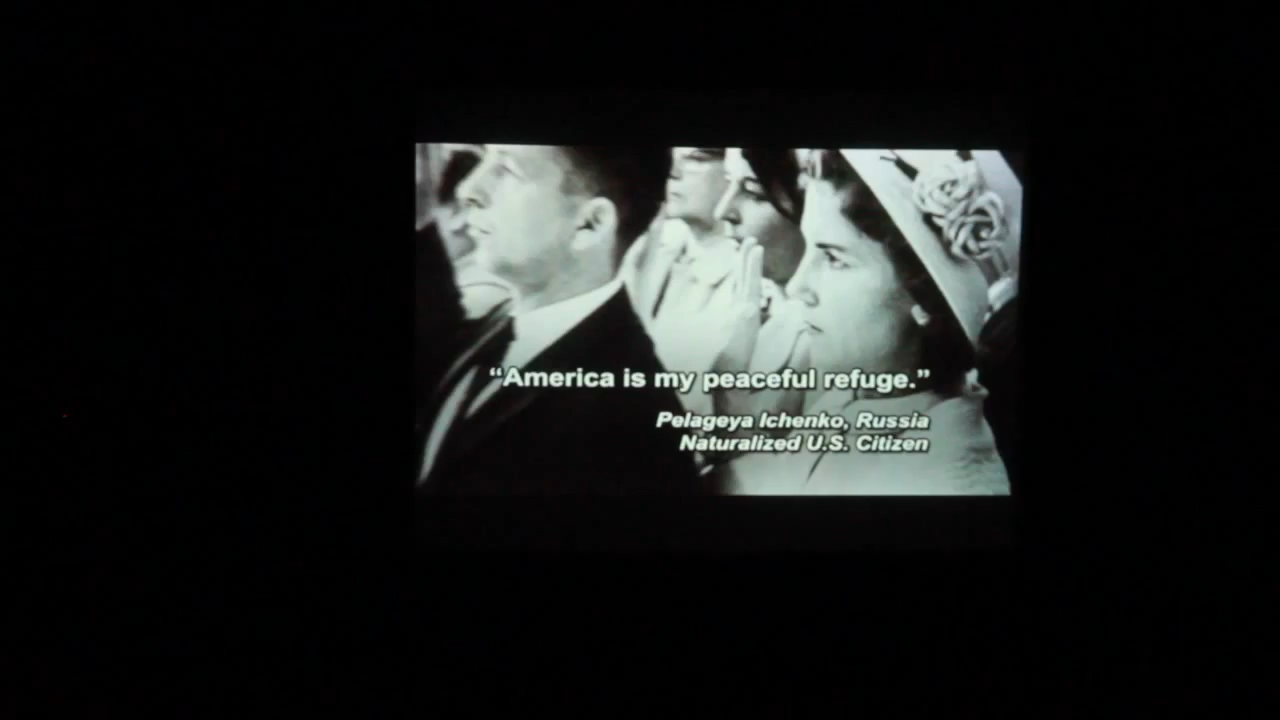 “America is my peaceful refuge.”
Pelageya Ichenko, Russia
Naturalized U.S. Citizen